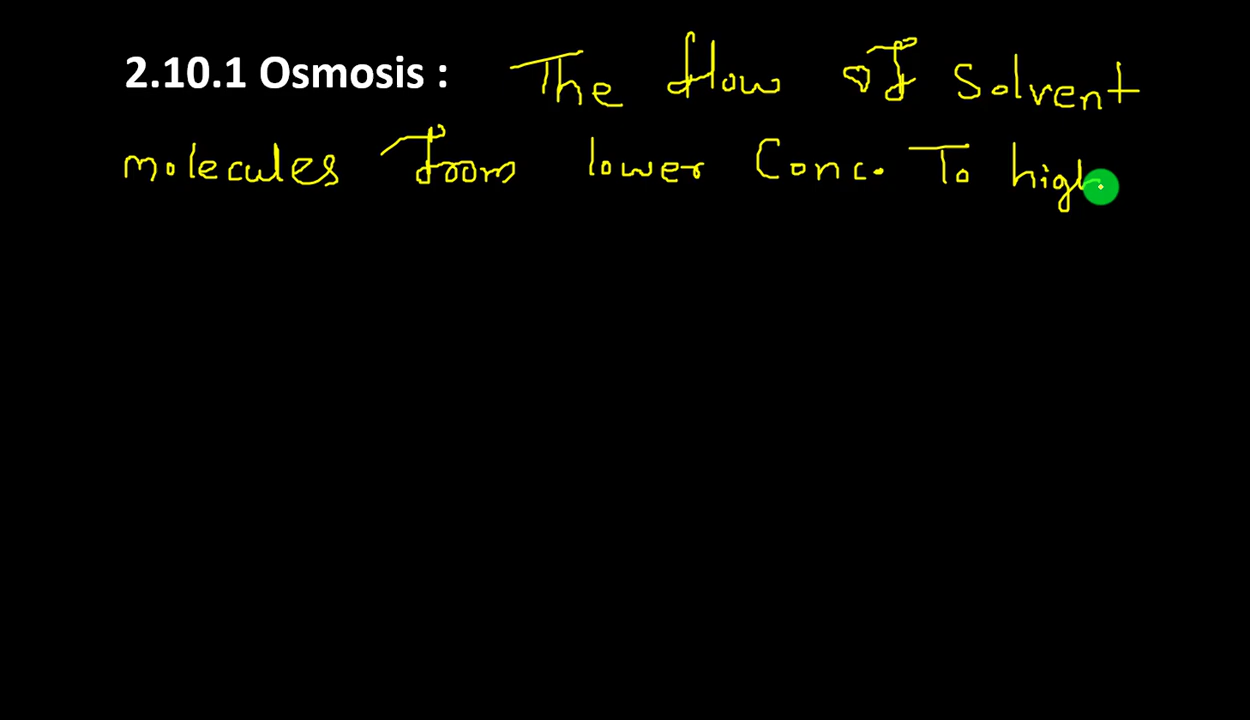 2.10.1 Osmosis : The flow of solvent
molecules from lower Conc. To high